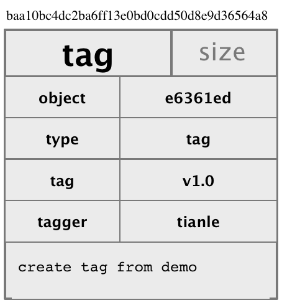 baa10bc4dc2ba6ff13e0bd0cdd50d8e9d36564a8
tag size
object e6361ed
type tag
tag v1.0
tagger tianle
create tag from demo